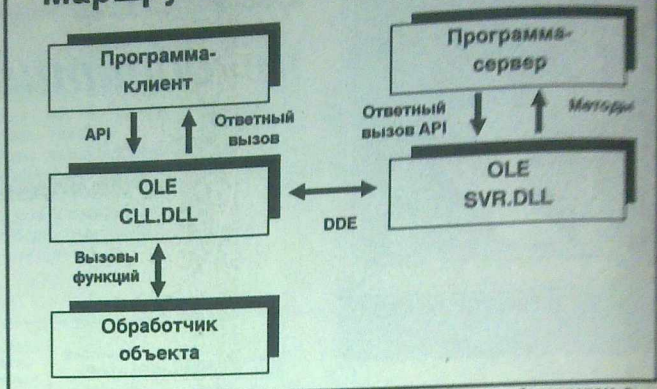 Программа-
клиент
Программа-
сервер
API
Ответный
вызов
Ответный
вызов API
Методы
OLE
CLL.DLL
DDE
OLE
SVR.DLL
Вызовы
функций
Обработчик
объекта